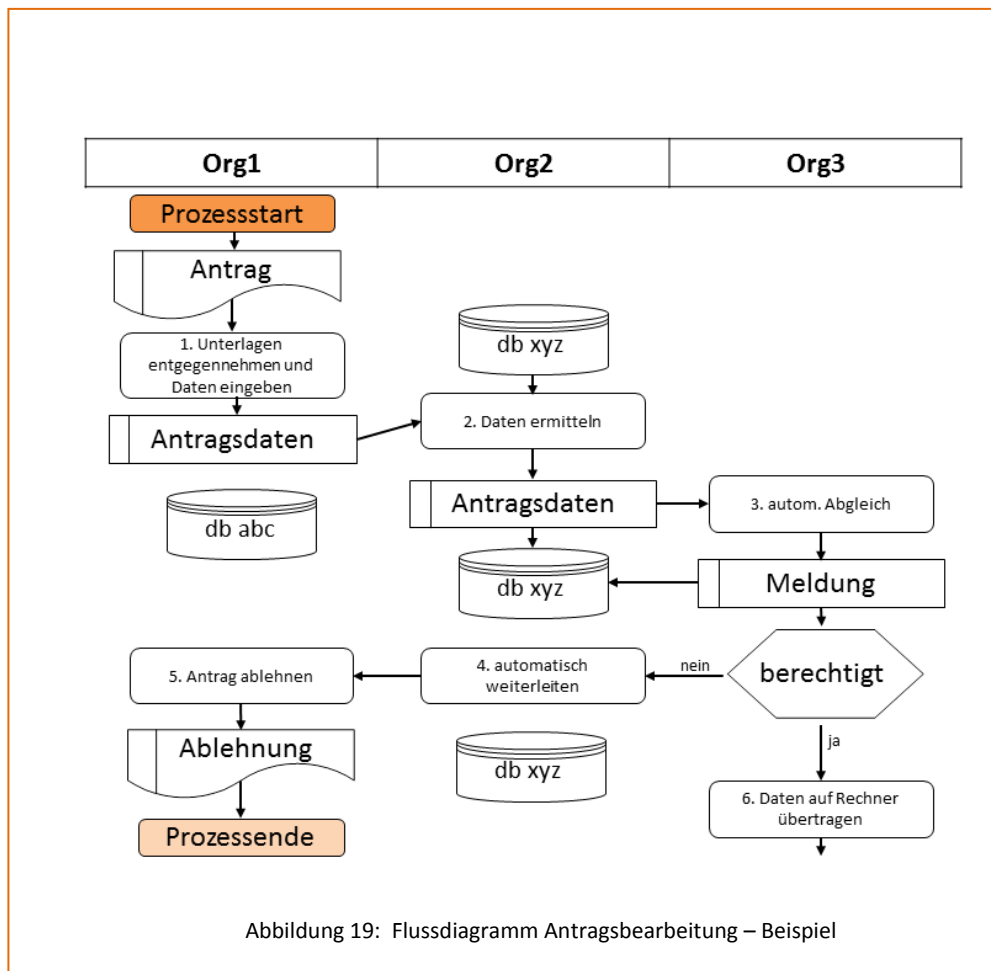 Org1 Org2 Org3
Prozessstart
Antrag
1. Unterlagen
entgegennehmen und
Daten eingeben
Antragsdaten
db abc
db xyz
2. Daten ermitteln
Antragsdaten
db xyz
3. autom. Abgleich
Meldung
berechtigt
nein
4. automatisch
weiterleiten
db xyz
5. Antrag ablehnen
Ablehnung
Prozessende
ja
6. Daten auf Rechner
übertragen
Abbildung 19: Flussdiagramm Antragsbearbeitung – Beispiel